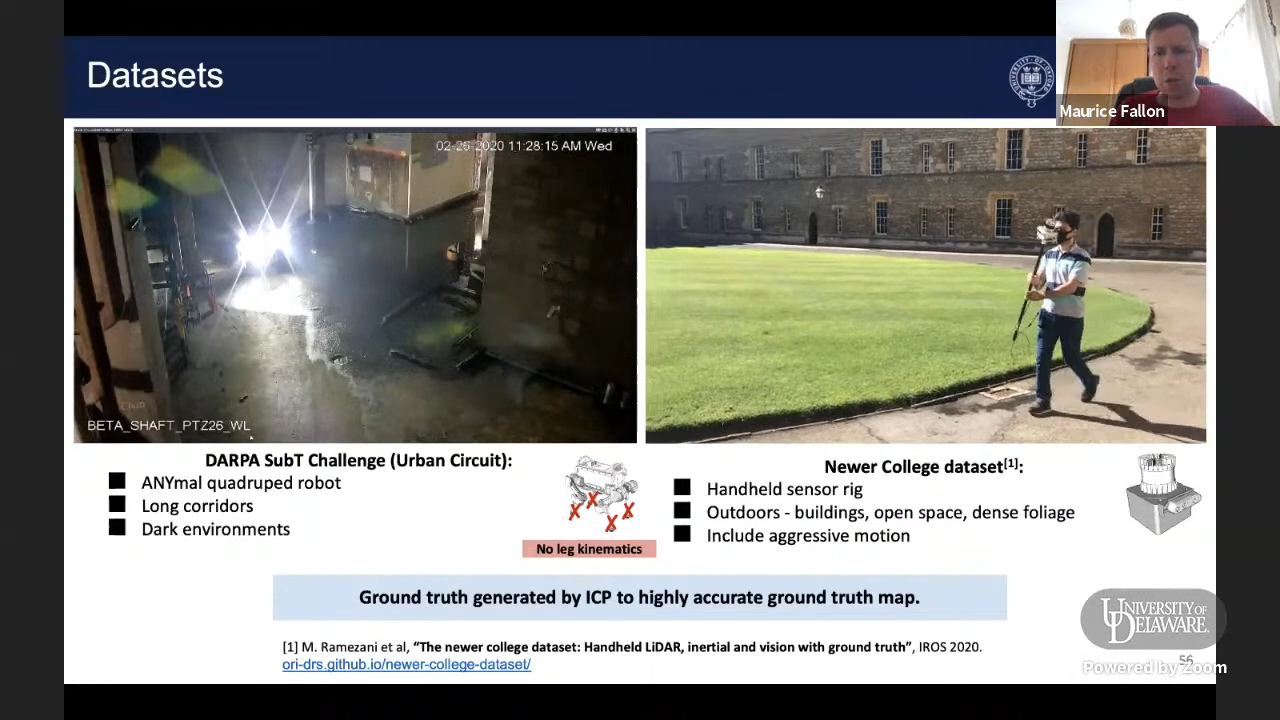 Datasets
Maurice Fallon
02-26-2020 11:28:15 AM Wed
BETA_SHAFT_PTZ26_WL
DARPA SubT Challenge (Urban Circuit):
ANYmal quadruped robot
Long corridors
Dark environments
No leg kinematics
Newer College dataset[1]:
Handheld sensor rig
Outdoors - buildings, open space, dense foliage
Include aggressive motion
Ground truth generated by ICP to highly accurate ground truth map.
[1] M. Ramezani et al, “The newer college dataset: Handheld LiDAR, inertial and vision with ground truth”, IROS 2020.
ori-drs.github.io/newer-college-dataset/
UNIVERSITY OF
DELAWARE.
56
Powered by Zoom